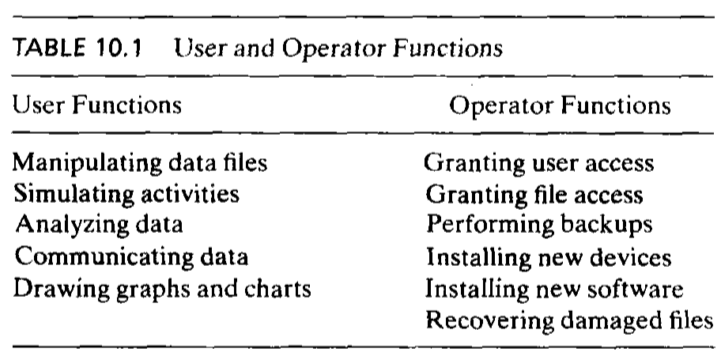 TABLE 10.1 User and Operator Functions
User Functions Operator Functions
Manipulating data files Granting user access
Simulating activities Granting file access
Analyzing data Performing backups
Communicating data Installing new devices
Drawing graphs and charts Installing new software
Recovering damaged files